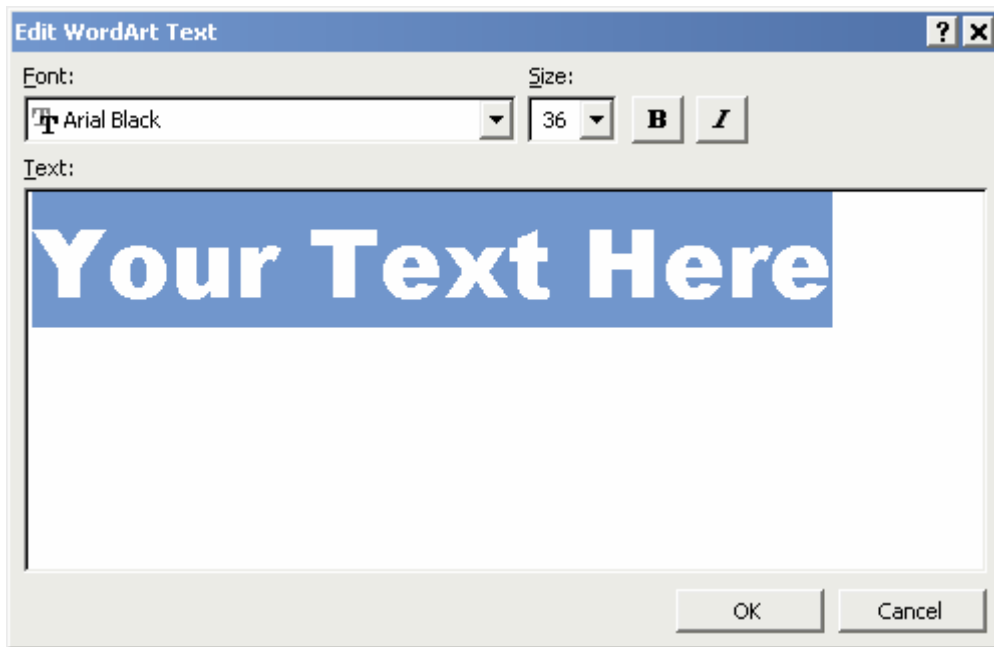 Edit WordArt Text ? X
Font: Size:
Arial Black 36 B I
Text:
Your Text Here
OK Cancel